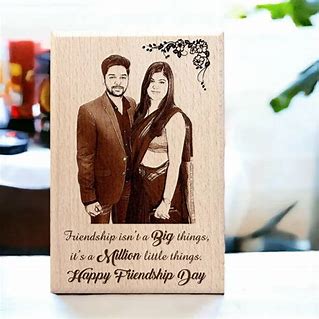 Friendship isn't a Big things,
it's a Million little things.
Happy Friendship Day